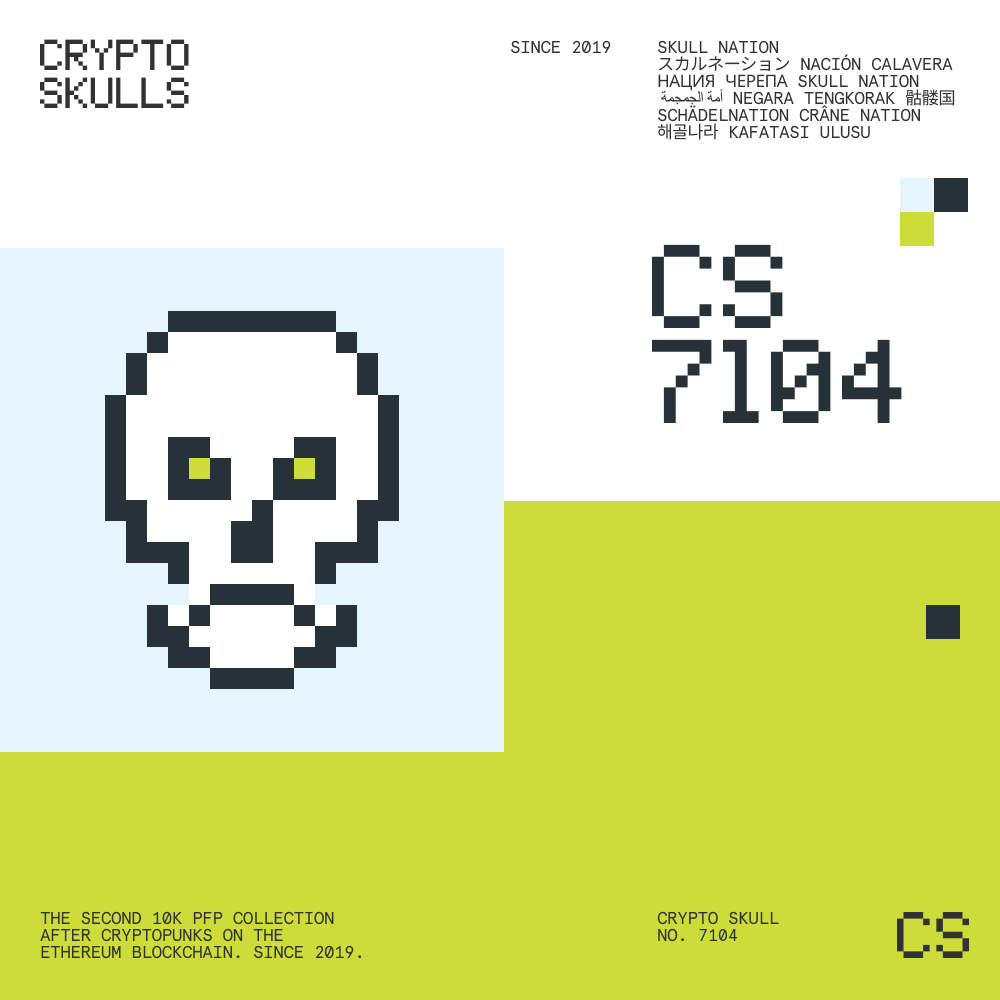 CRYPTO
SKULLS
SINCE 2019
SKULL NATION
スカルネーション NACIÓN CALAVERA
НАЦИЯ ЧЕРЕПА SKULL NATION
أمة الجمجمة NEGARA TENGKORAK 骷髅国
SCHÄDELNATION CRÂNE NATION
해골나라 KAFATASI ULUSU
CS
7104
THE SECOND 10K PFP COLLECTION
AFTER CRYPTOPUNKS ON THE
ETHEREUM BLOCKCHAIN. SINCE 2019.
CRYPTO SKULL
NO. 7104
CS